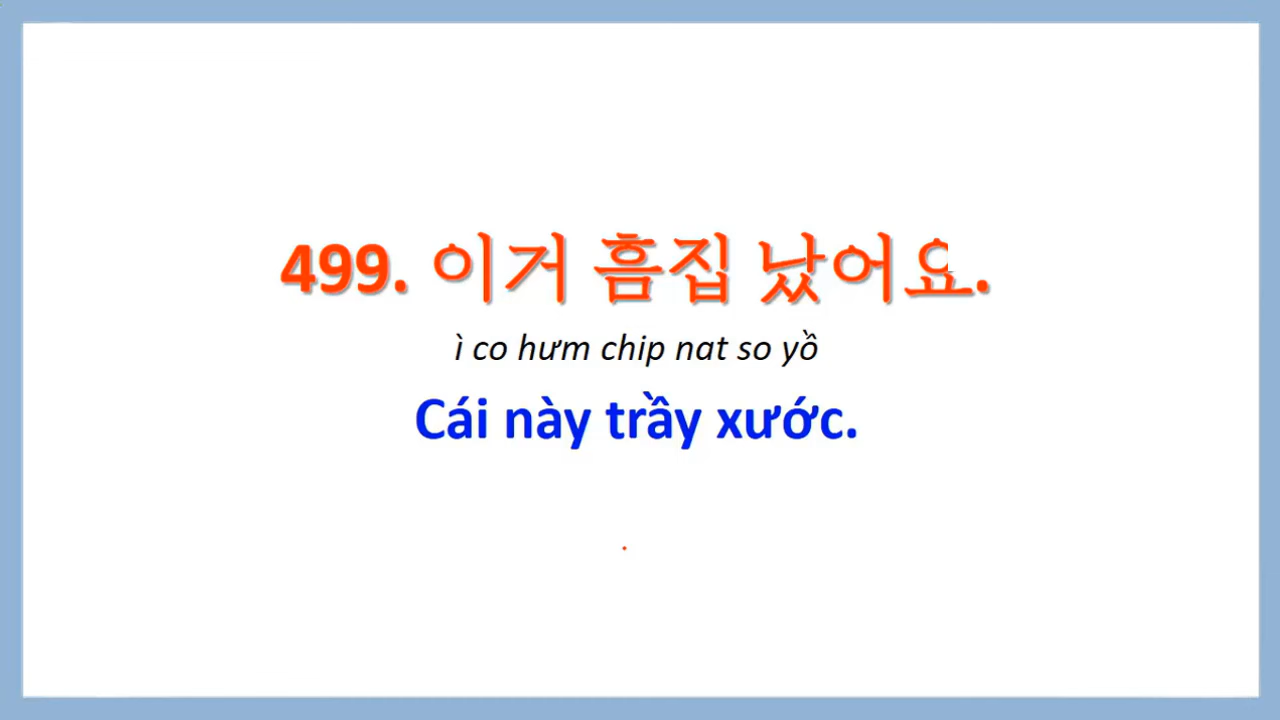 499. 이거 흠집 났어요.
ì co hưm chip nat so yồ
Cái này trầy xước.